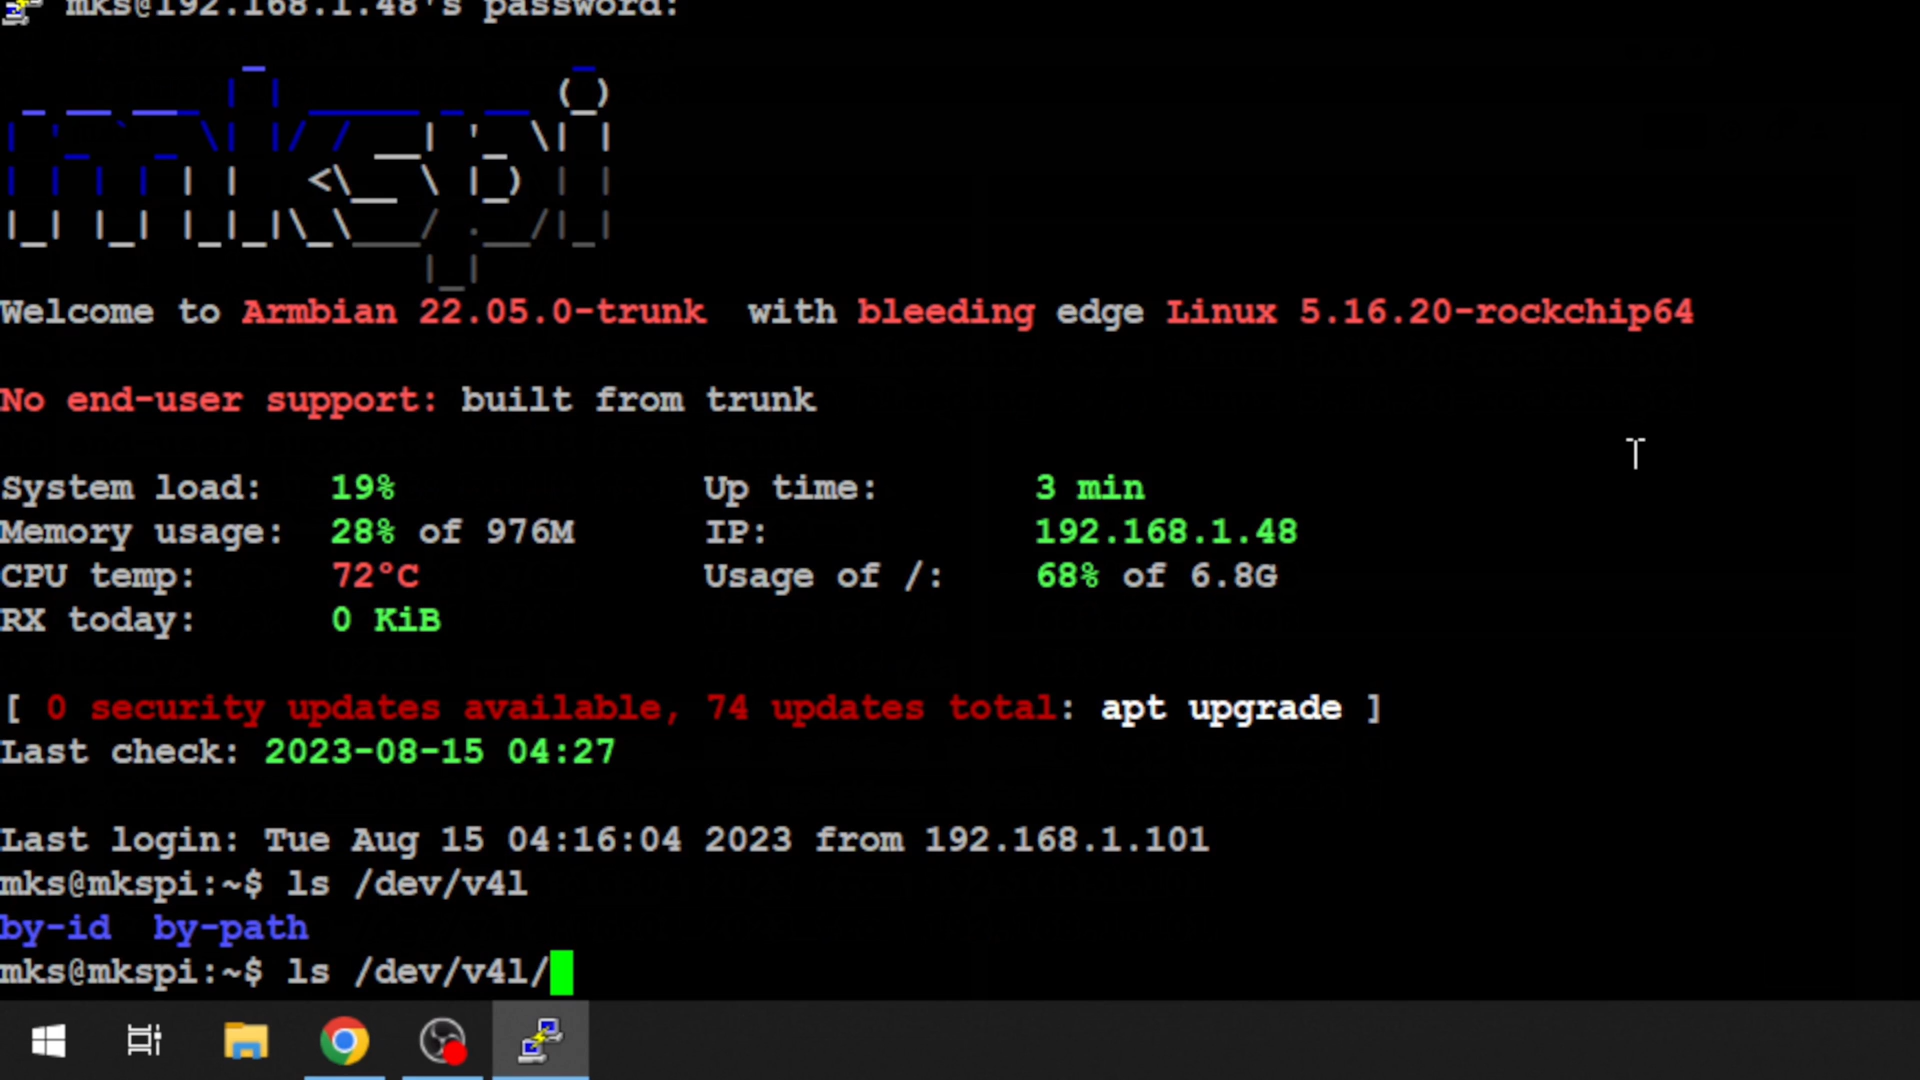 mks@192.168.1.48's password:
mkspi
Welcome to Armbian 22.05.0-trunk with bleeding edge Linux 5.16.20-rockchip64
No end-user support: built from trunk
System load: 19% Up time: 3 min
Memory usage: 28% of 976M IP: 192.168.1.48
CPU temp: 72°C Usage of /: 68% of 6.8G
RX today: 0 KiB
[ 0 security updates available, 74 updates total: apt upgrade ]
Last check: 2023-08-15 04:27
Last login: Tue Aug 15 04:16:04 2023 from 192.168.1.101
mks@mkspi:~$ ls /dev/v4l
by-id by-path
mks@mkspi:~$ ls /dev/v4l/